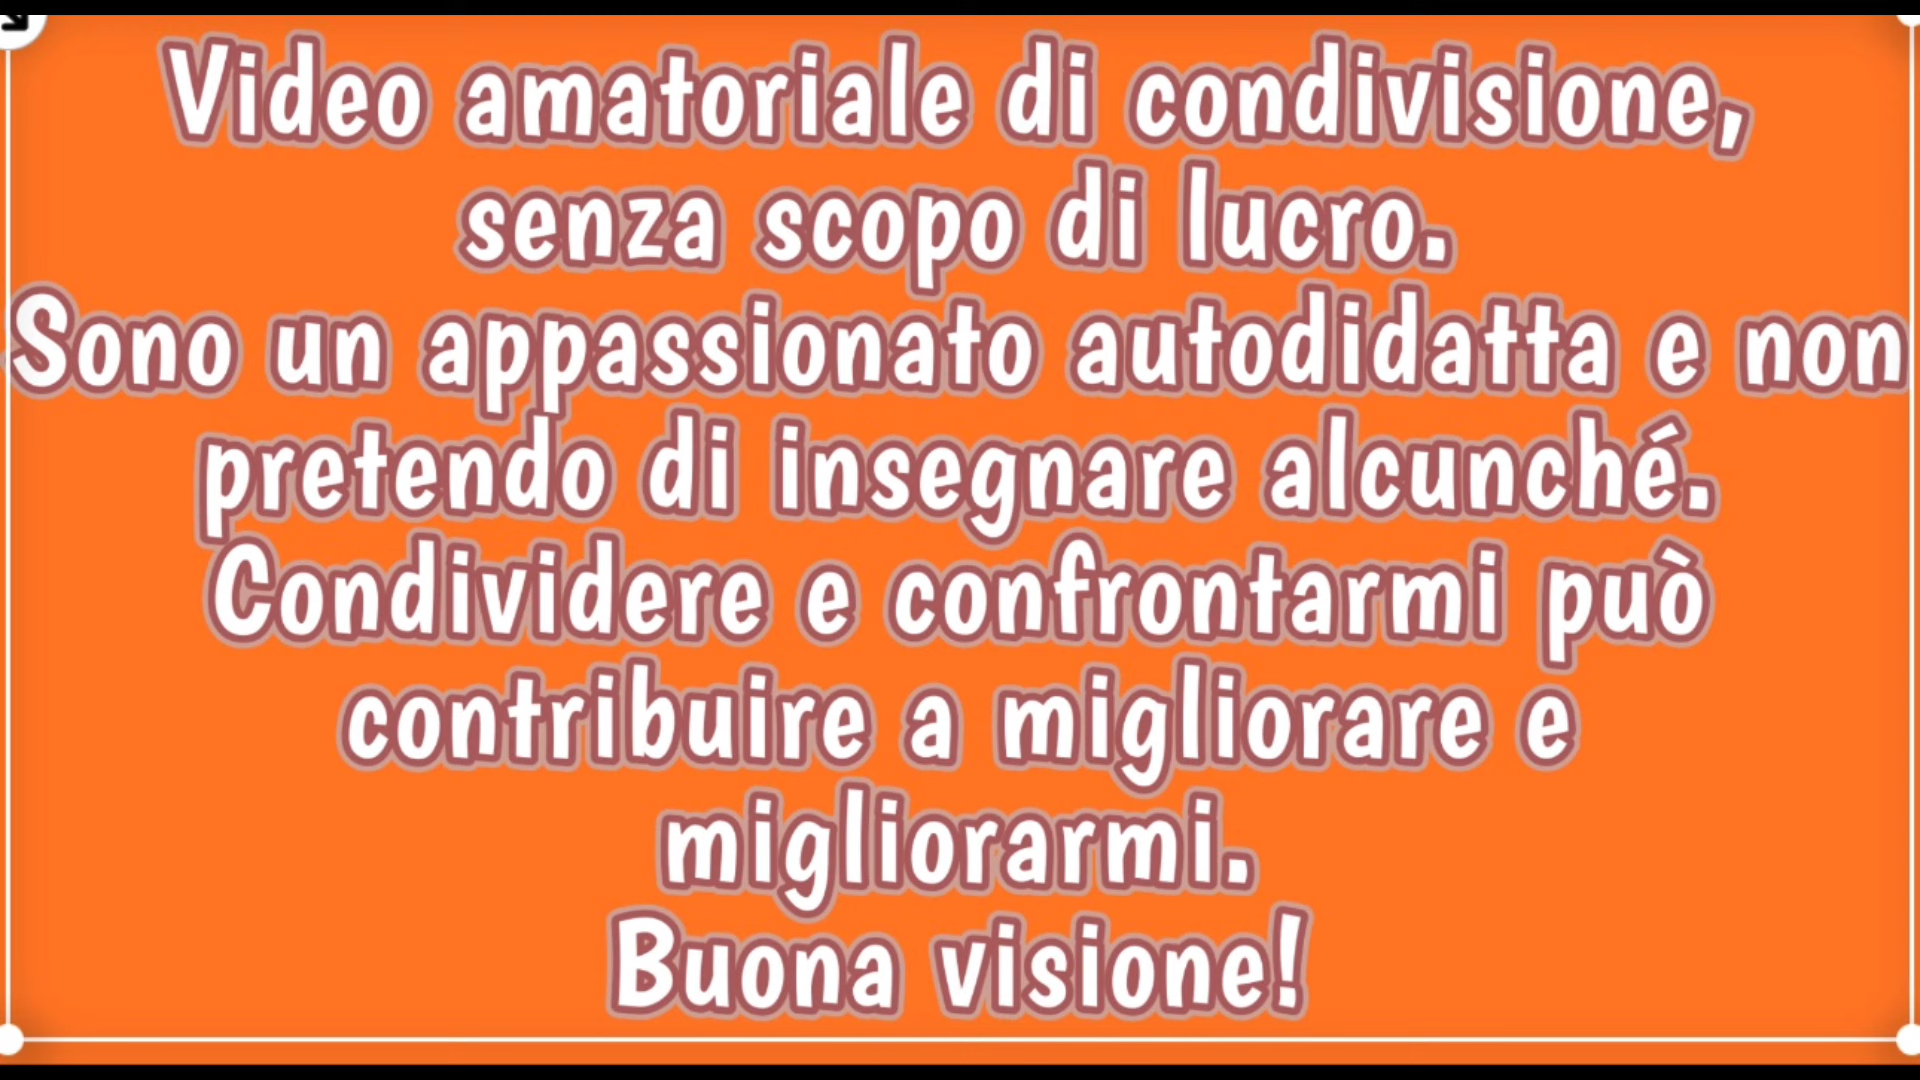 Video amatoriale di condivisione,
senza scopo di lucro.
Sono un appassionato autodidatta e non
pretendo di insegnare alcunché.
Condividere e confrontarmi può
contribuire a migliorare e
migliorarmi.
Buona visione!